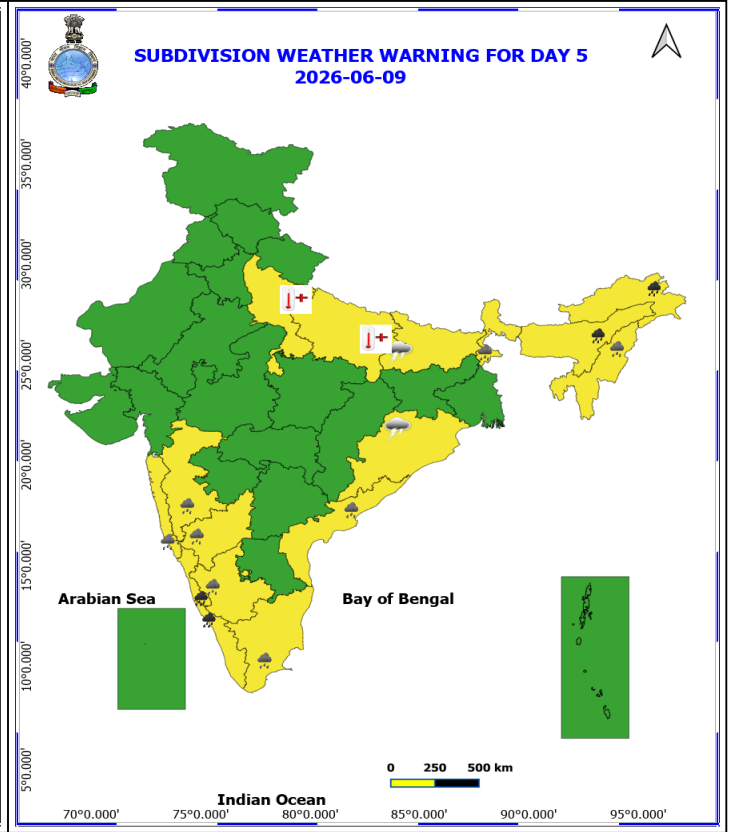 SUBDIVISION WEATHER WARNING FOR DAY 5
2026-06-09
40°0.000'
35°0.000'
30°0.000'
25°0.000'
20°0.000'
15°0.000'
10°0.000'
5°0.000'
Arabian Sea
Bay of Bengal
0 250 500 km
Indian Ocean
70°0.000' 75°0.000' 80°0.000' 85°0.000' 90°0.000' 95°0.000'